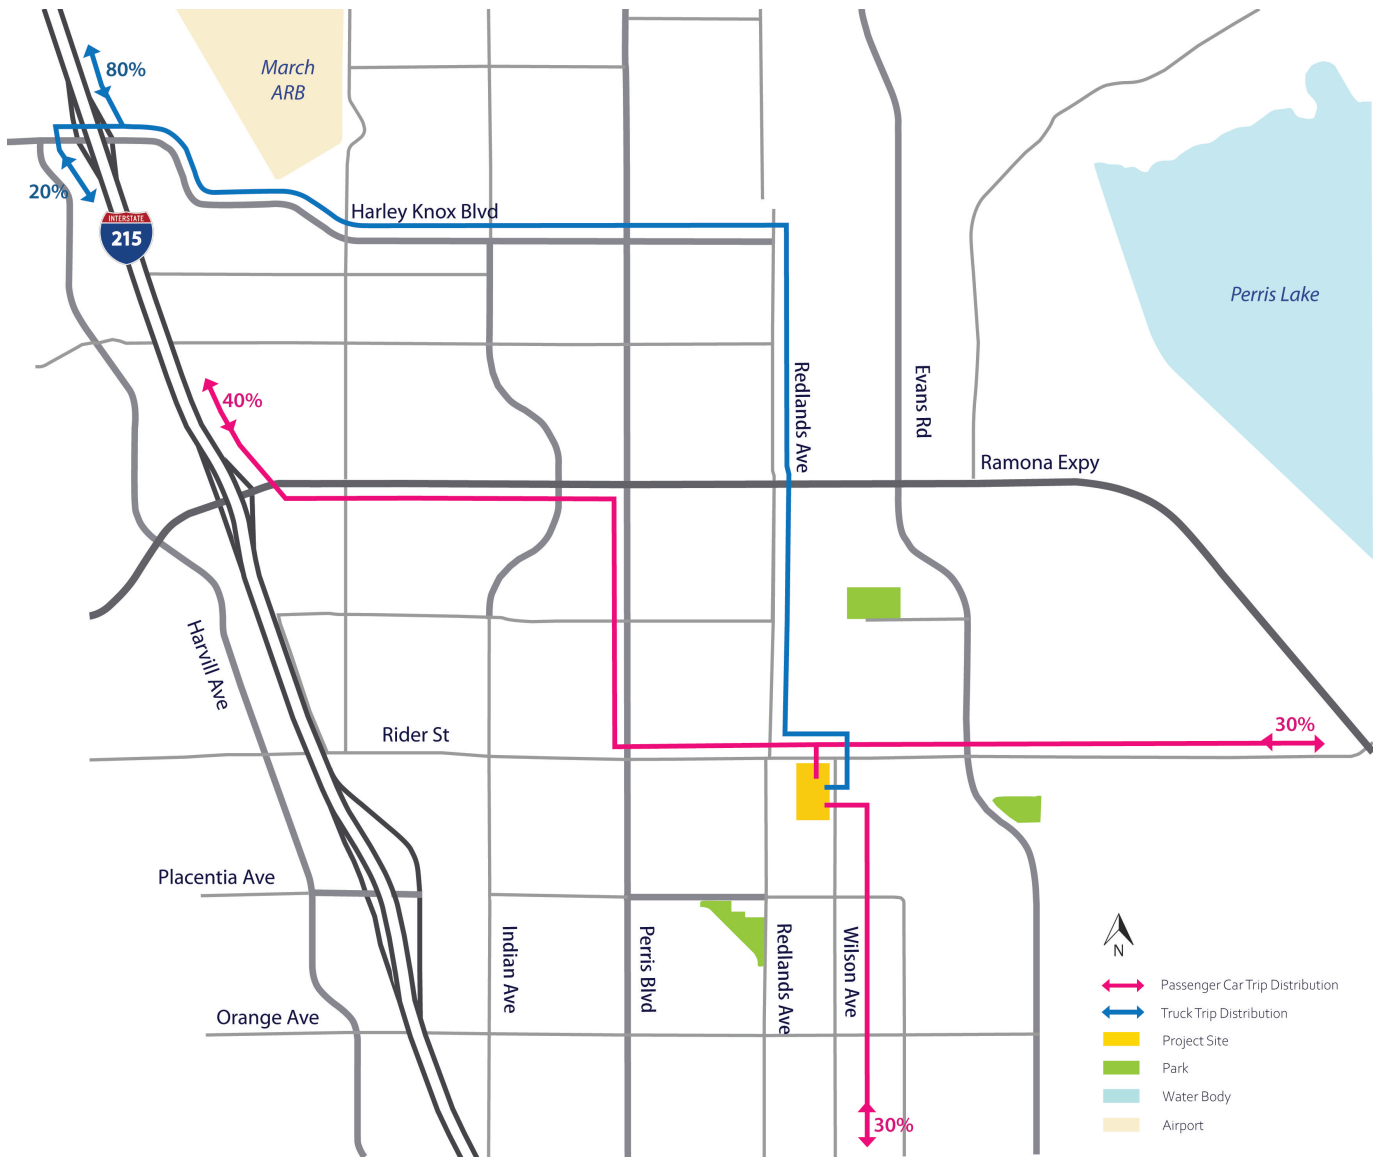 80%
March
ARB
20%
INTERSTATE
215
Harley Knox Blvd
Perris Lake
Redlands Ave
Evans Rd
40%
Ramona Expy
Harvill Ave
Rider St
30%
Placentia Ave
Indian Ave
Perris Blvd
Redlands Ave
Wilson Ave
Orange Ave
30%
N
Passenger Car Trip Distribution
Truck Trip Distribution
Project Site
Park
Water Body
Airport